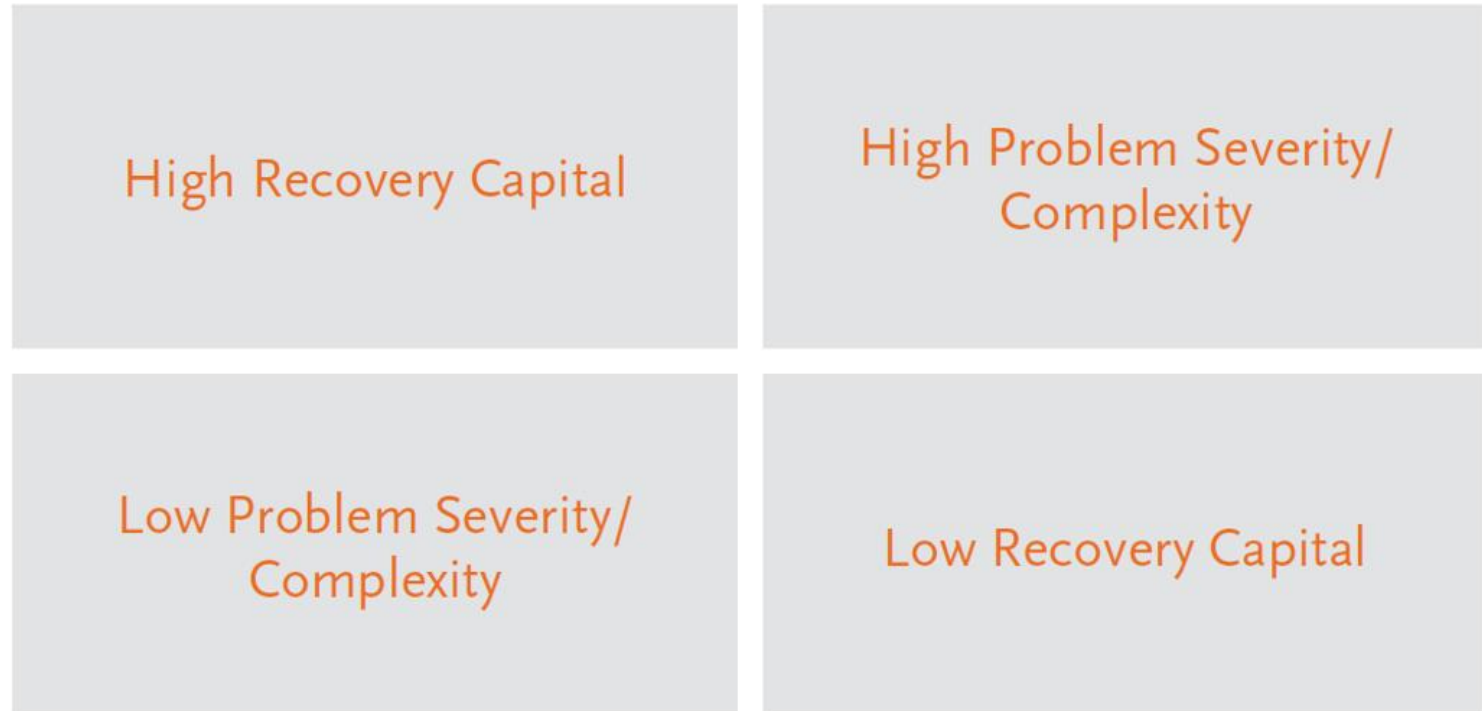 High Recovery Capital
High Problem Severity/
Complexity
Low Problem Severity/
Complexity
Low Recovery Capital